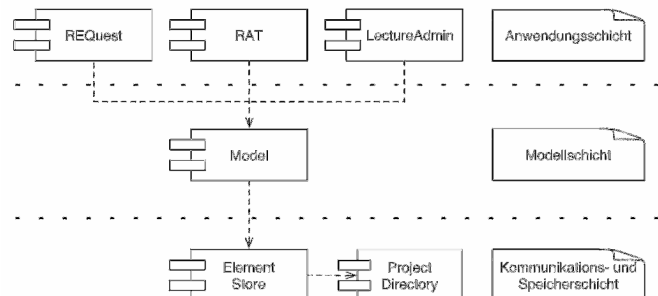 REQuest
RAT
LectureAdmin
Anwendungsschicht
Model
Modellschicht
Element
Store
Project
Directory
Kommunikations- und
Speicherschicht